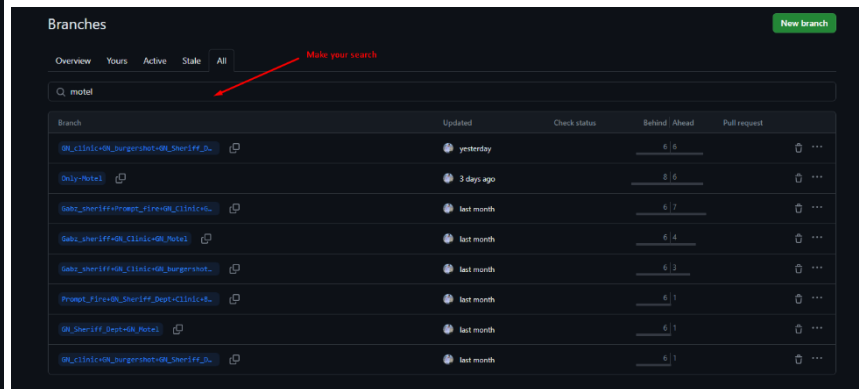 Branches
New branch
Overview Yours Active Stale All
Make your search
motel
Branch Updated Check status Behind Ahead Pull request
GN_clinic+GN_burgershot+GN_Sheriff_D… yesterday 6 6
Only-Motel 3 days ago 8 6
Gabz_sheriff+Prompt_fire+GN_Clinic+G… last month 6 7
Gabz_sheriff+GN_Clinic+GN_Motel last month 6 4
Gabz_sheriff+GN_Clinic+GN_burgershot… last month 6 3
Prompt_Fire+GN_Sheriff_Dept+Clinic+B… last month 6 1
GN_Sheriff_Dept+GN_Motel last month 6 1
GN_clinic+GN_burgershot+GN_Sheriff_D… last month 6 1